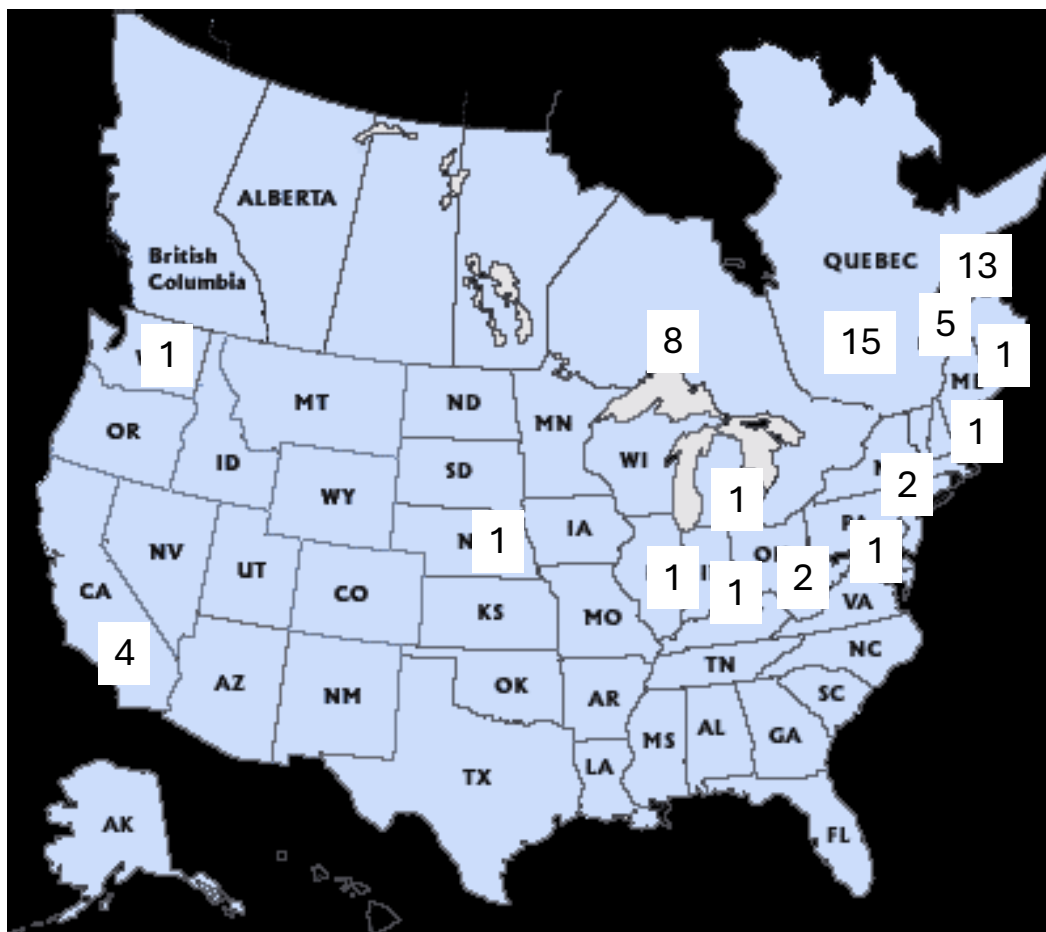 ALBERTA
British
Columbia
QUEBEC
13
5
15
8
1
1
MT
ND
MN
OR
ID
SD
WI
1
WY
2
1
IA
1
NV
UT
CO
CA
1
1
2
VA
KS
MO
4
AZ
NM
OK
TN
NC
AR
SC
MS
AL
GA
TX
LA
AK
FL
1